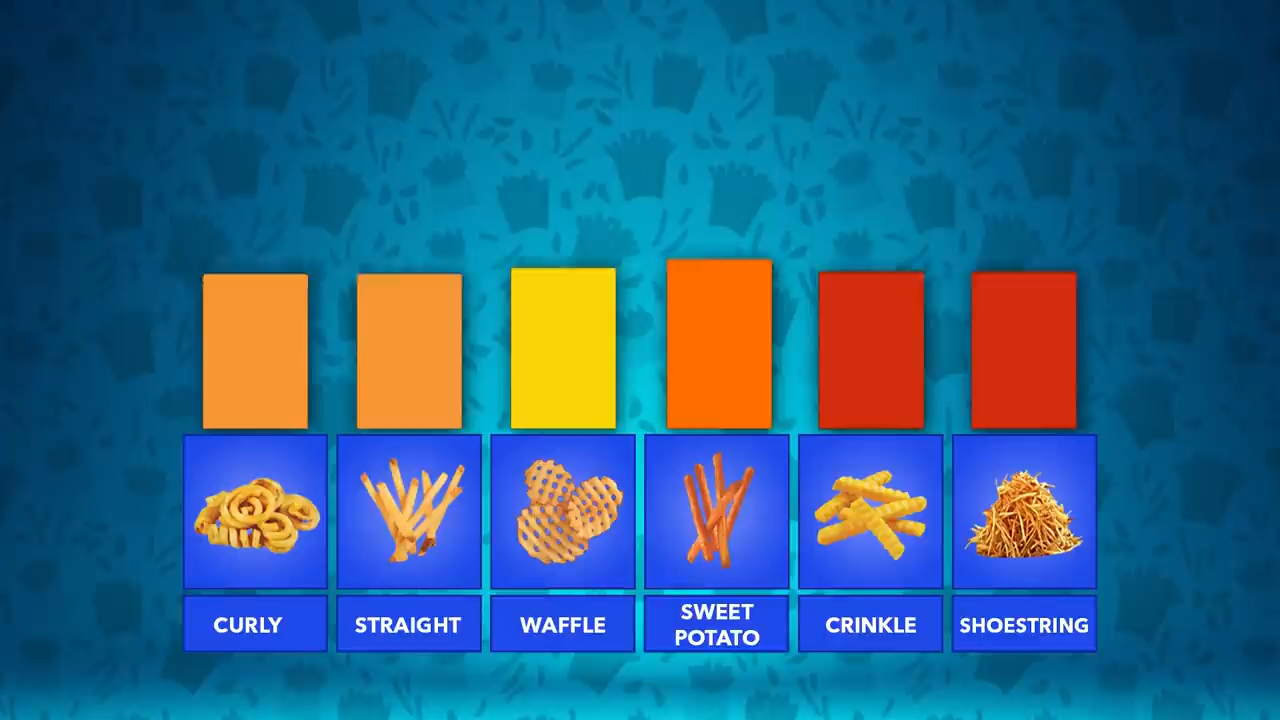 CURLY
STRAIGHT
WAFFLE
SWEET
POTATO
CRINKLE
SHOESTRING